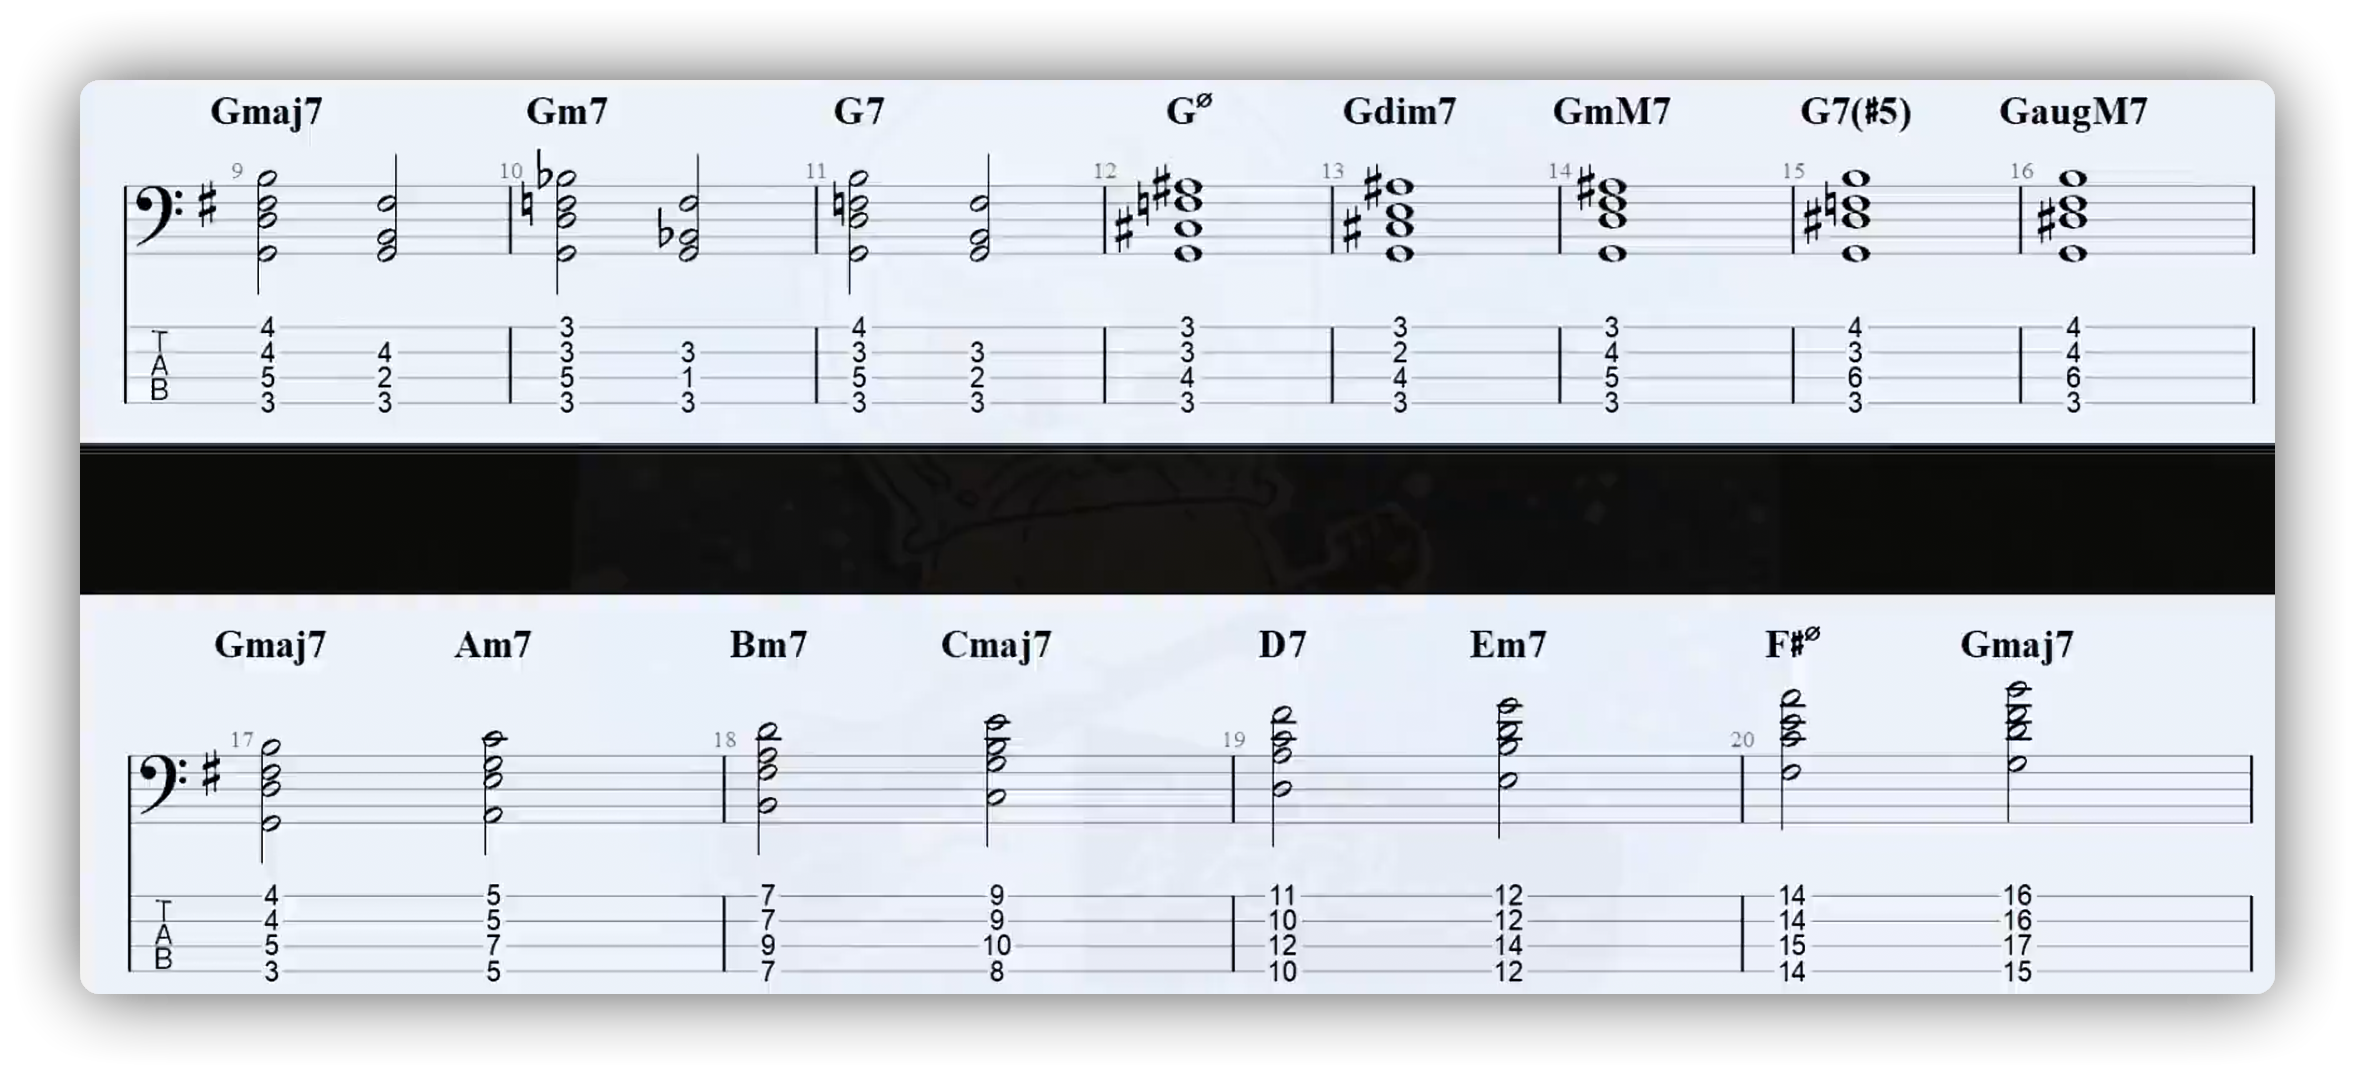 Gmaj7 Gm7 G7 Gø Gdim7 GmM7 G7(#5) GaugM7
9 10 11 12 13 14 15 16
T 4 3 4 3 3 3 4 4
A 4 4 3 3 3 3 3 2 4 3 4
B 5 2 5 1 5 2 4 4 5 6 6
3 3 3 3 3 3 3 3 3 3 3
Gmaj7 Am7 Bm7 Cmaj7 D7 Em7 F#ø Gmaj7
17 18 19 20
T 4 5 7 9 11 12 14 16
A 4 5 7 9 10 12 14 16
B 5 7 9 10 12 14 15 17
3 5 7 8 10 12 14 15